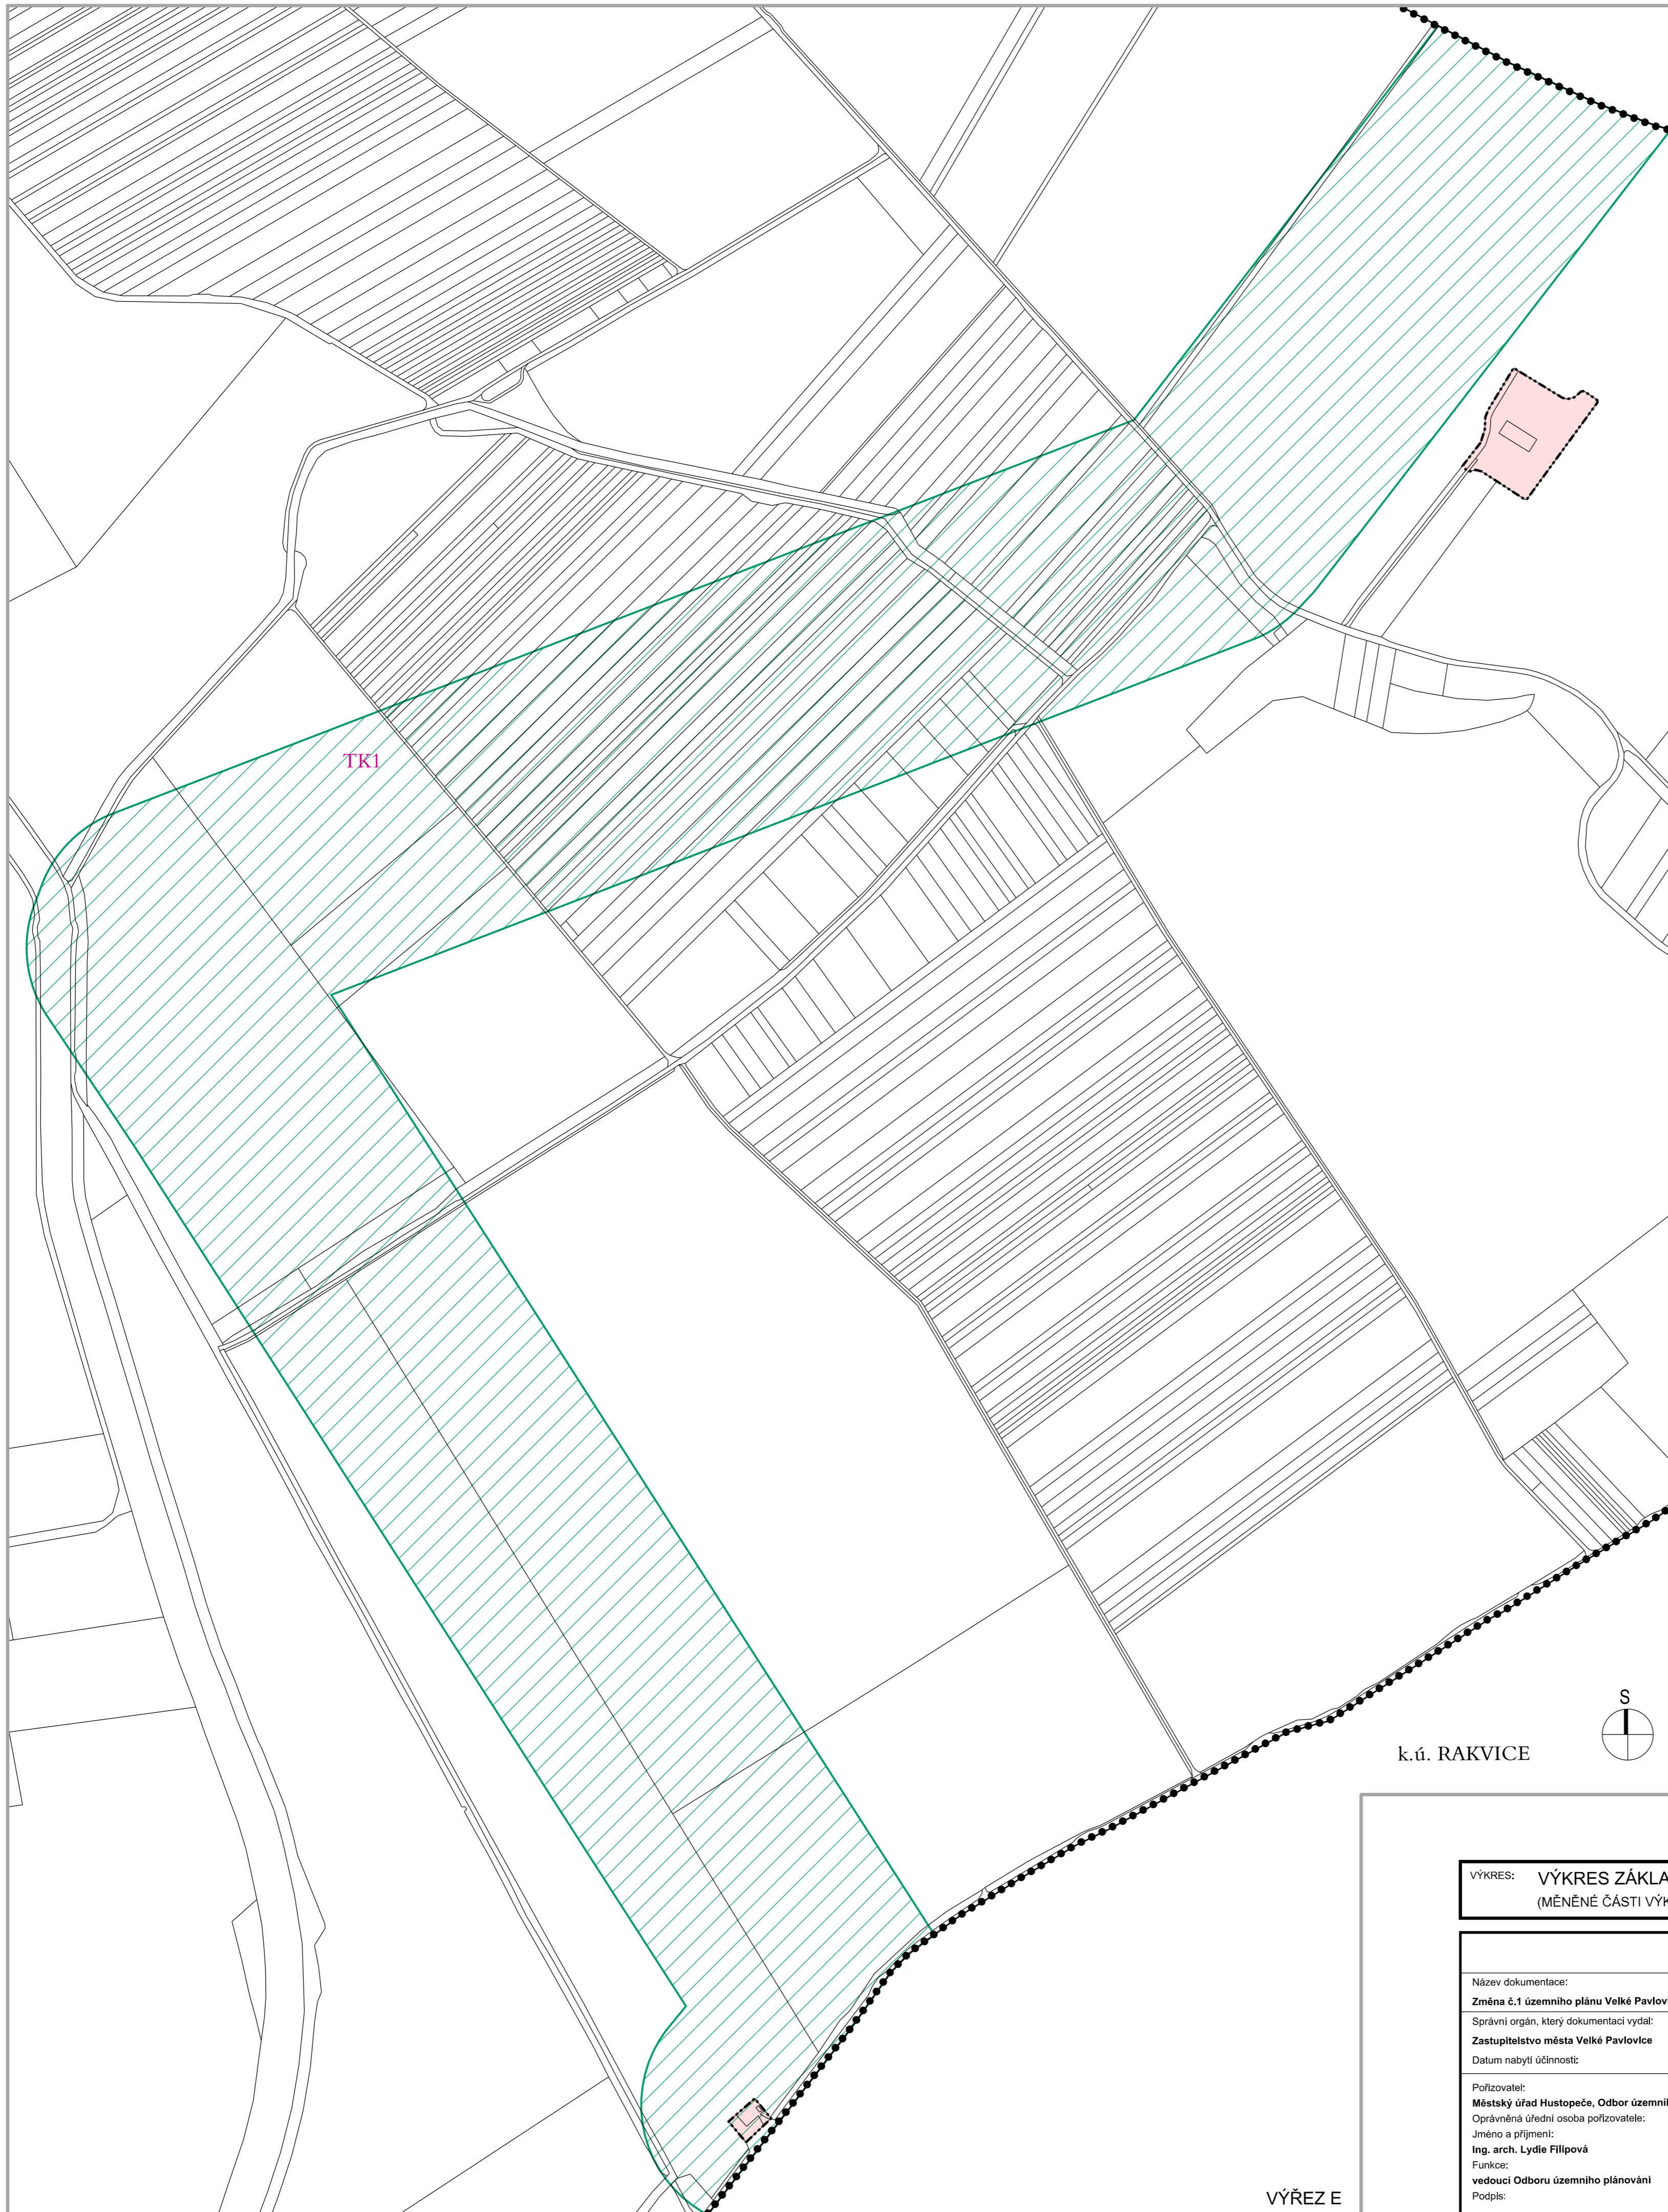 TK1
S
k.ú. RAKVICE
VÝKRES: VÝKRES ZÁKLA
(MĚNĚNÉ ČÁSTI VÝK
Název dokumentace:
Změna č.1 územního plánu Velké Pavlov
Správní orgán, který dokumentaci vydal:
Zastupitelstvo města Velké Pavlovice
Datum nabytí účinnosti:
Pořizovatel:
Městský úřad Hustopeče, Odbor územní
Oprávněná úřední osoba pořizovatele:
Jméno a příjmení:
Ing. arch. Lydie Filipová
Funkce:
vedoucí Odboru územního plánování
Podpis:
VÝŘEZ E